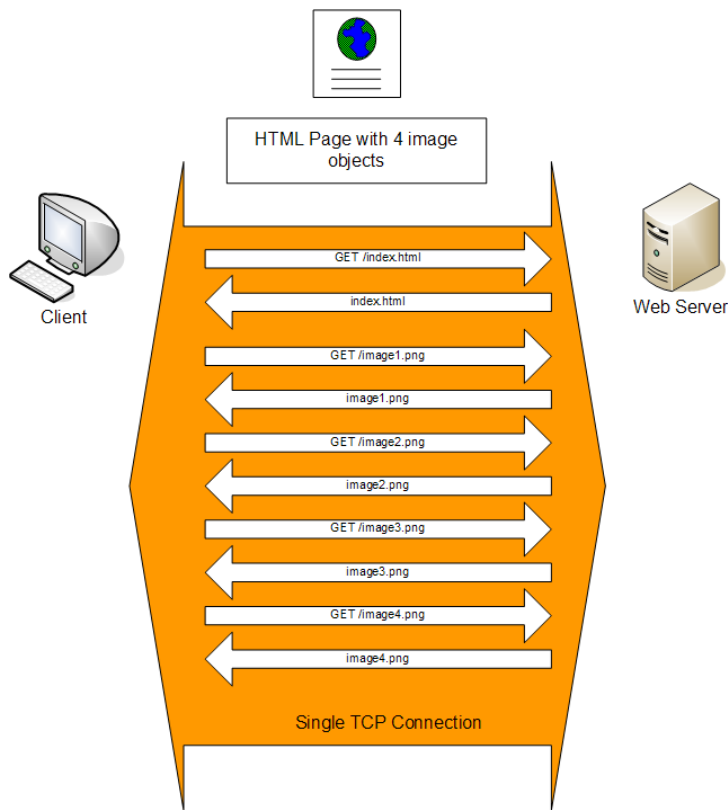 HTML Page with 4 image
objects
Client
Web Server
GET /index.html
index.html
GET /image1.png
image1.png
GET /image2.png
image2.png
GET /image3.png
image3.png
GET /image4.png
image4.png
Single TCP Connection